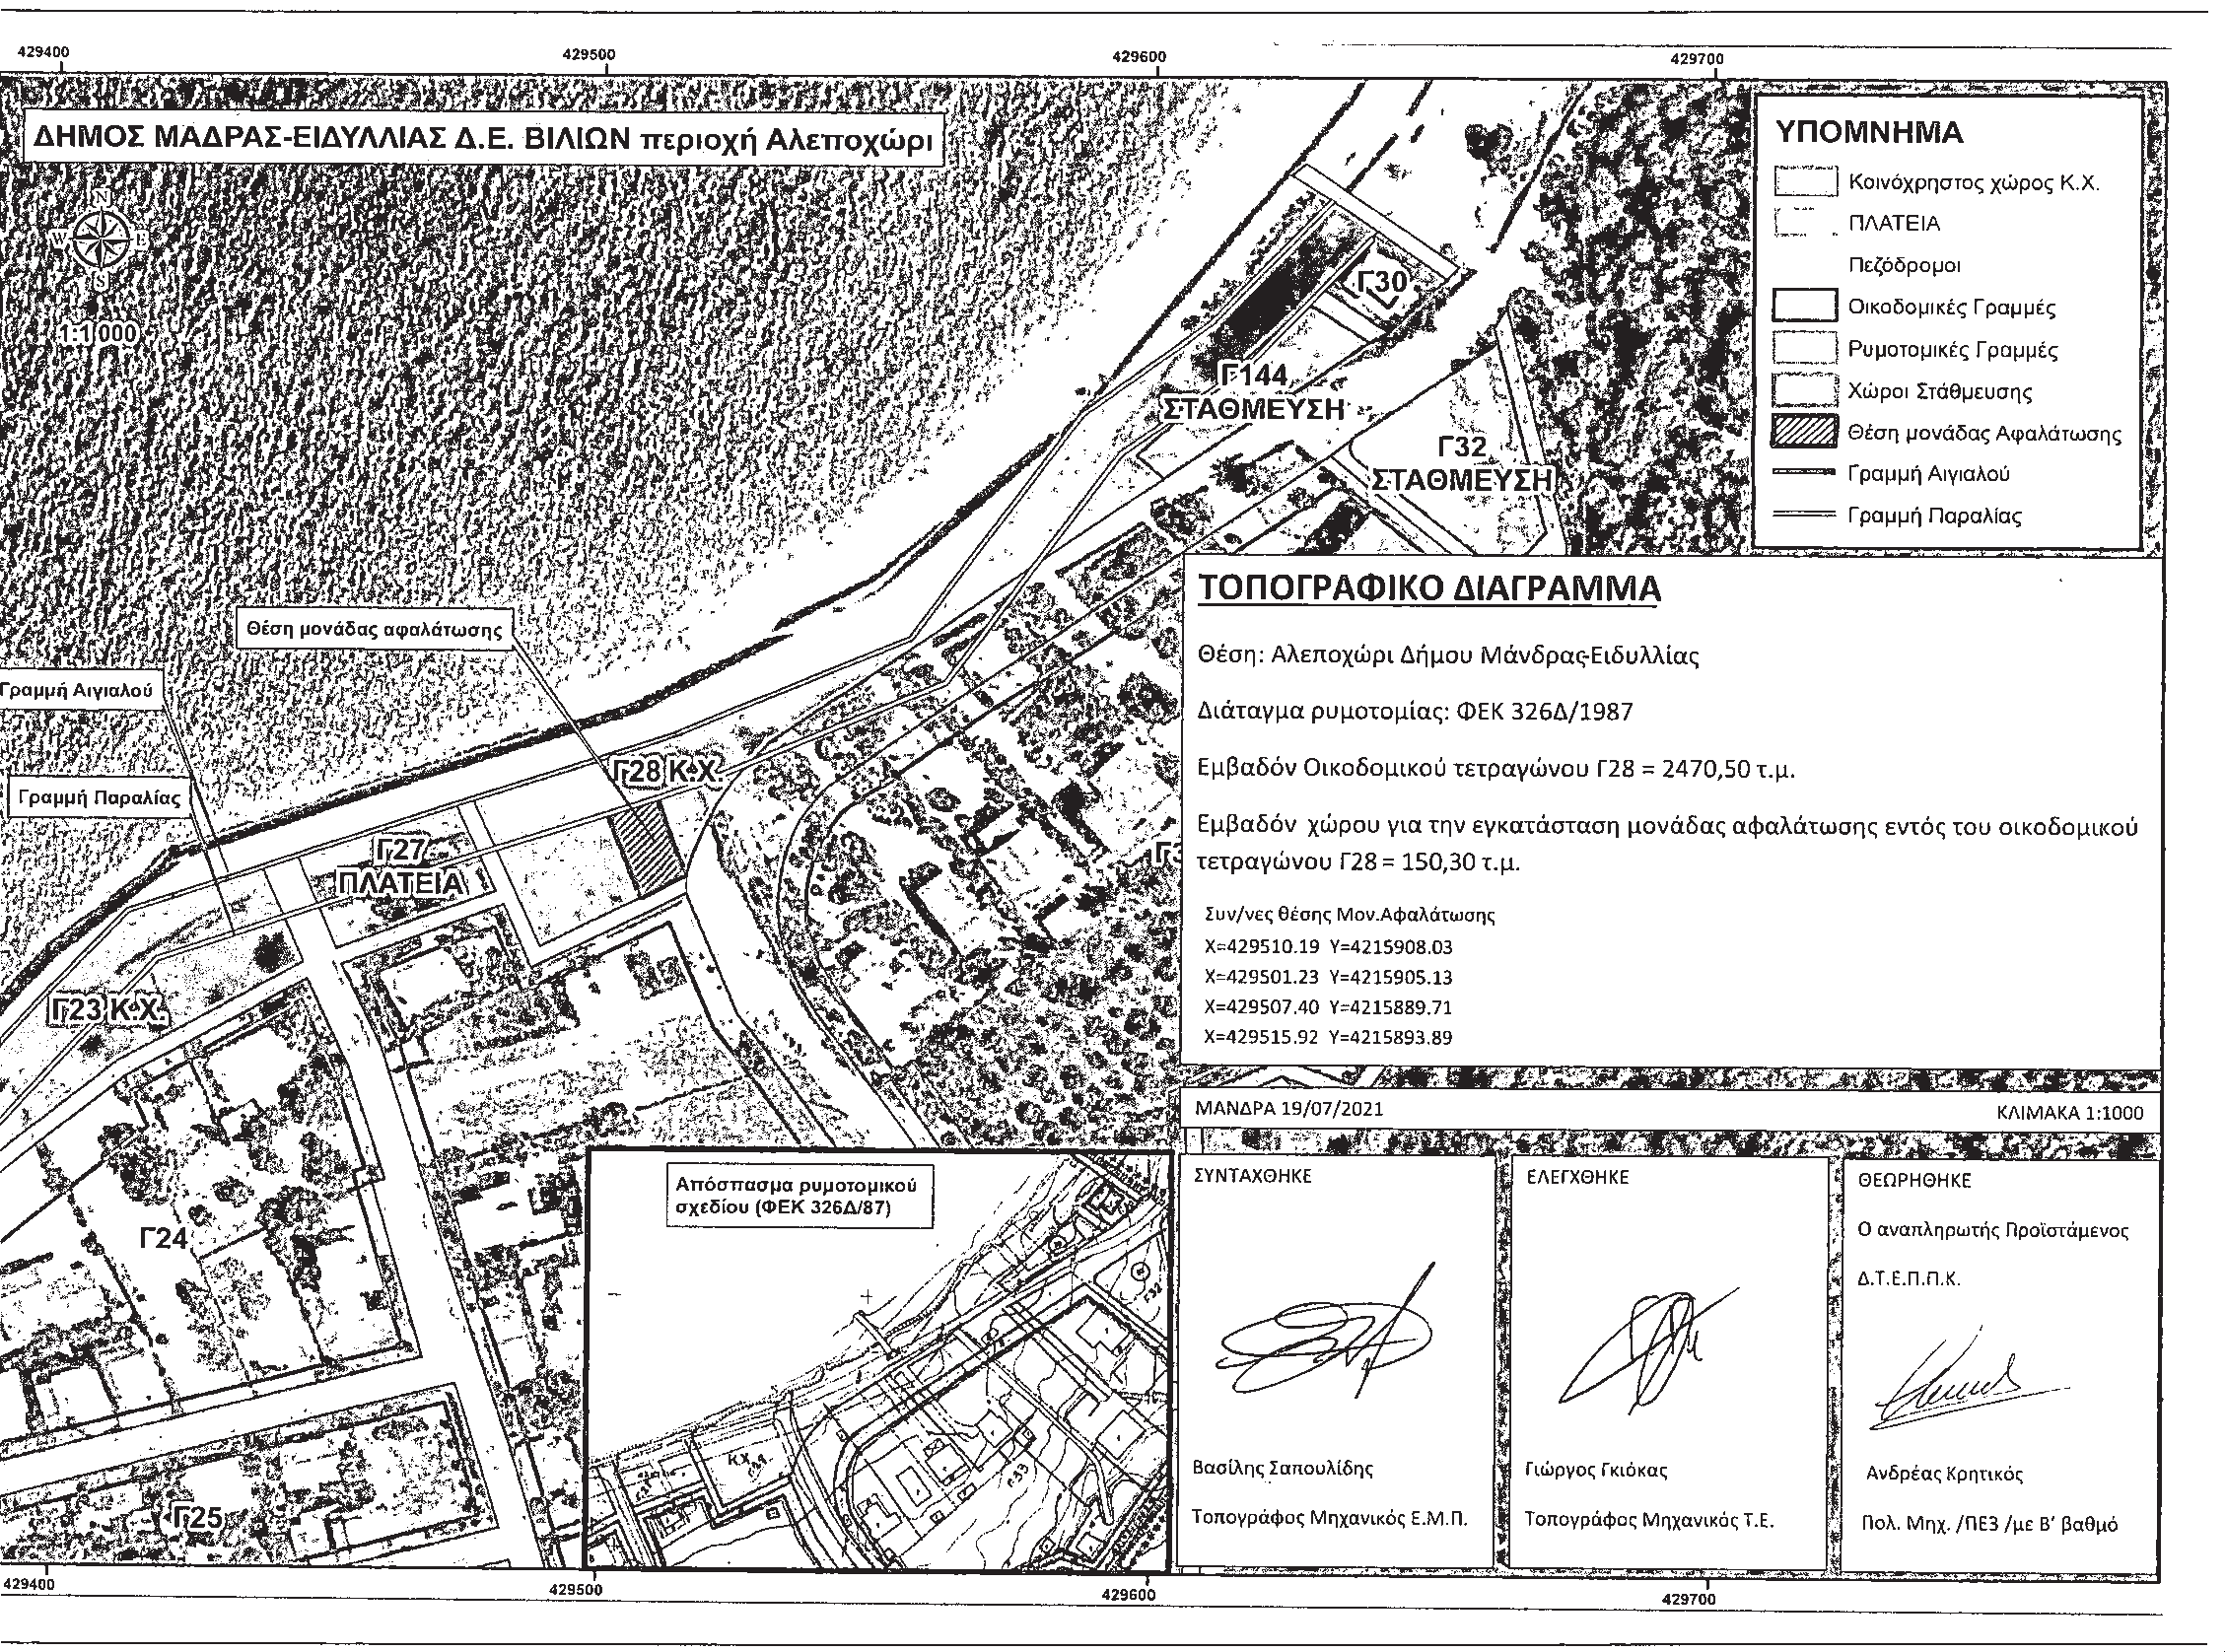 429400 429500 429600 429700
ΔΗΜΟΣ ΜΑΔΡΑΣ-ΕΙΔΥΛΛΙΑΣ Δ.Ε. ΒΙΛΙΩΝ περιοχή Αλεποχώρι
N
W E
S
1:1 000
ΥΠΟΜΝΗΜΑ
Κοινόχρηστος χώρος Κ.Χ.
ΠΛΑΤΕΙΑ
Πεζόδρομοι
Οικοδομικές Γραμμές
Ρυμοτομικές Γραμμές
Χώροι Στάθμευσης
Θέση μονάδας Αφαλάτωσης
Γραμμή Αιγιαλού
Γραμμή Παραλίας
Γ30
Γ144
ΣΤΑΘΜΕΥΣΗ
Γ32
ΣΤΑΘΜΕΥΣΗ
Θέση μονάδας αφαλάτωσης
Γραμμή Αιγιαλού
Γραμμή Παραλίας
Γ28 Κ.Χ.
Γ27
ΠΛΑΤΕΙΑ
Γ23 Κ.Χ.
Γ24
Γ25
ΤΟΠΟΓΡΑΦΙΚΟ ΔΙΑΓΡΑΜΜΑ
Θέση: Αλεποχώρι Δήμου Μάνδρας-Ειδυλλίας
Διάταγμα ρυμοτομίας: ΦΕΚ 326Δ/1987
Εμβαδόν Οικοδομικού τετραγώνου Γ28 = 2470,50 τ.μ.
Εμβαδόν χώρου για την εγκατάσταση μονάδας αφαλάτωσης εντός του οικοδομικού
τετραγώνου Γ28 = 150,30 τ.μ.
Συν/νες θέσης Μον.Αφαλάτωσης
X=429510.19 Y=4215908.03
X=429501.23 Y=4215905.13
X=429507.40 Y=4215889.71
X=429515.92 Y=4215893.89
ΜΑΝΔΡΑ 19/07/2021 ΚΛΙΜΑΚΑ 1:1000
Απόσπασμα ρυμοτομικού
σχεδίου (ΦΕΚ 326Δ/87)
Γ32
Κ.Χ.
ΣΥΝΤΑΧΘΗΚΕ
Βασίλης Σαπουλίδης
Τοπογράφος Μηχανικός Ε.Μ.Π.
ΕΛΕΓΧΘΗΚΕ
Γιώργος Γκιόκας
Τοπογράφος Μηχανικός Τ.Ε.
ΘΕΩΡΗΘΗΚΕ
Ο αναπληρωτής Προϊστάμενος
Δ.Τ.Ε.Π.Π.Κ.
Ανδρέας Κρητικός
Πολ. Μηχ. /ΠΕ3 /με Β' βαθμό
429400 429500 429600 429700